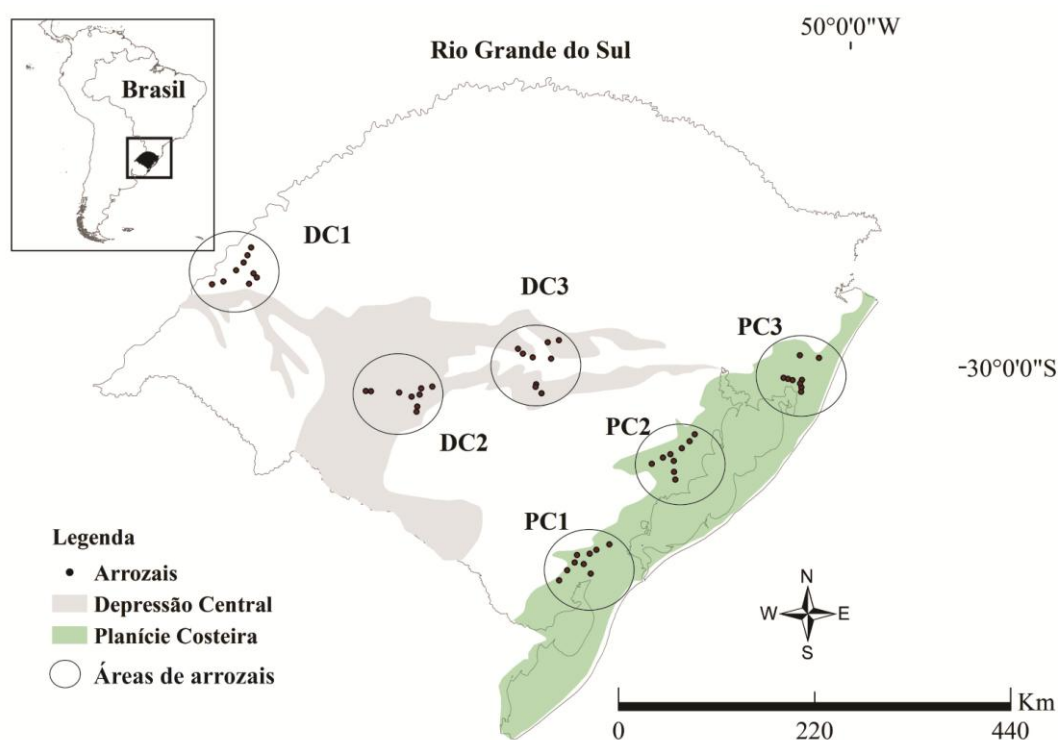 50°0'0"W
Rio Grande do Sul
Brasil
DC1
DC3
PC3
-30°0'0"S
DC2
PC2
PC1
Legenda
Arrozais
Depressão Central
Planície Costeira
Áreas de arrozais
N
W E
S
Km
0 220 440